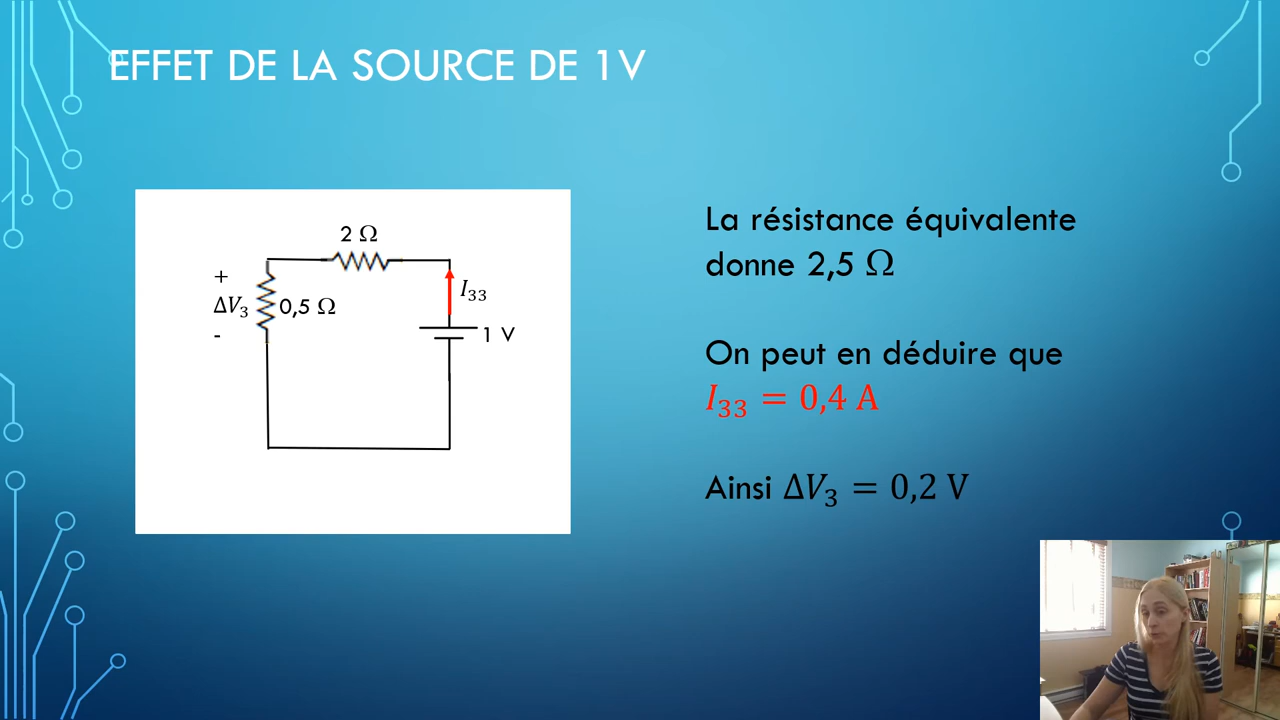 EFFET DE LA SOURCE DE 1V
2 Ω
+
ΔV₃
-
0,5 Ω
I₃₃
1 V
La résistance équivalente
donne 2,5 Ω
On peut en déduire que
I₃₃ = 0,4 A
Ainsi ΔV₃ = 0,2 V